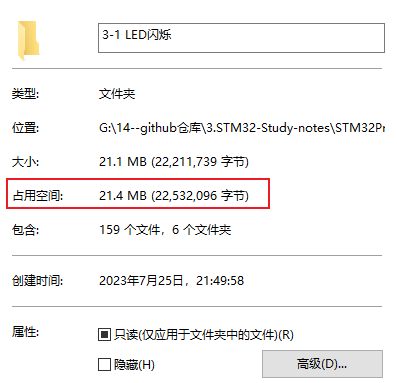 3-1 LED闪烁
类型: 文件夹
位置: G:\14--github仓库\3.STM32-Study-notes\STM32Pr
大小: 21.1 MB (22,211,739 字节)
占用空间: 21.4 MB (22,532,096 字节)
包含: 159 个文件，6 个文件夹
创建时间: 2023年7月25日，21:49:58
属性: 只读(仅应用于文件夹中的文件)(R)
隐藏(H) 高级(D)...